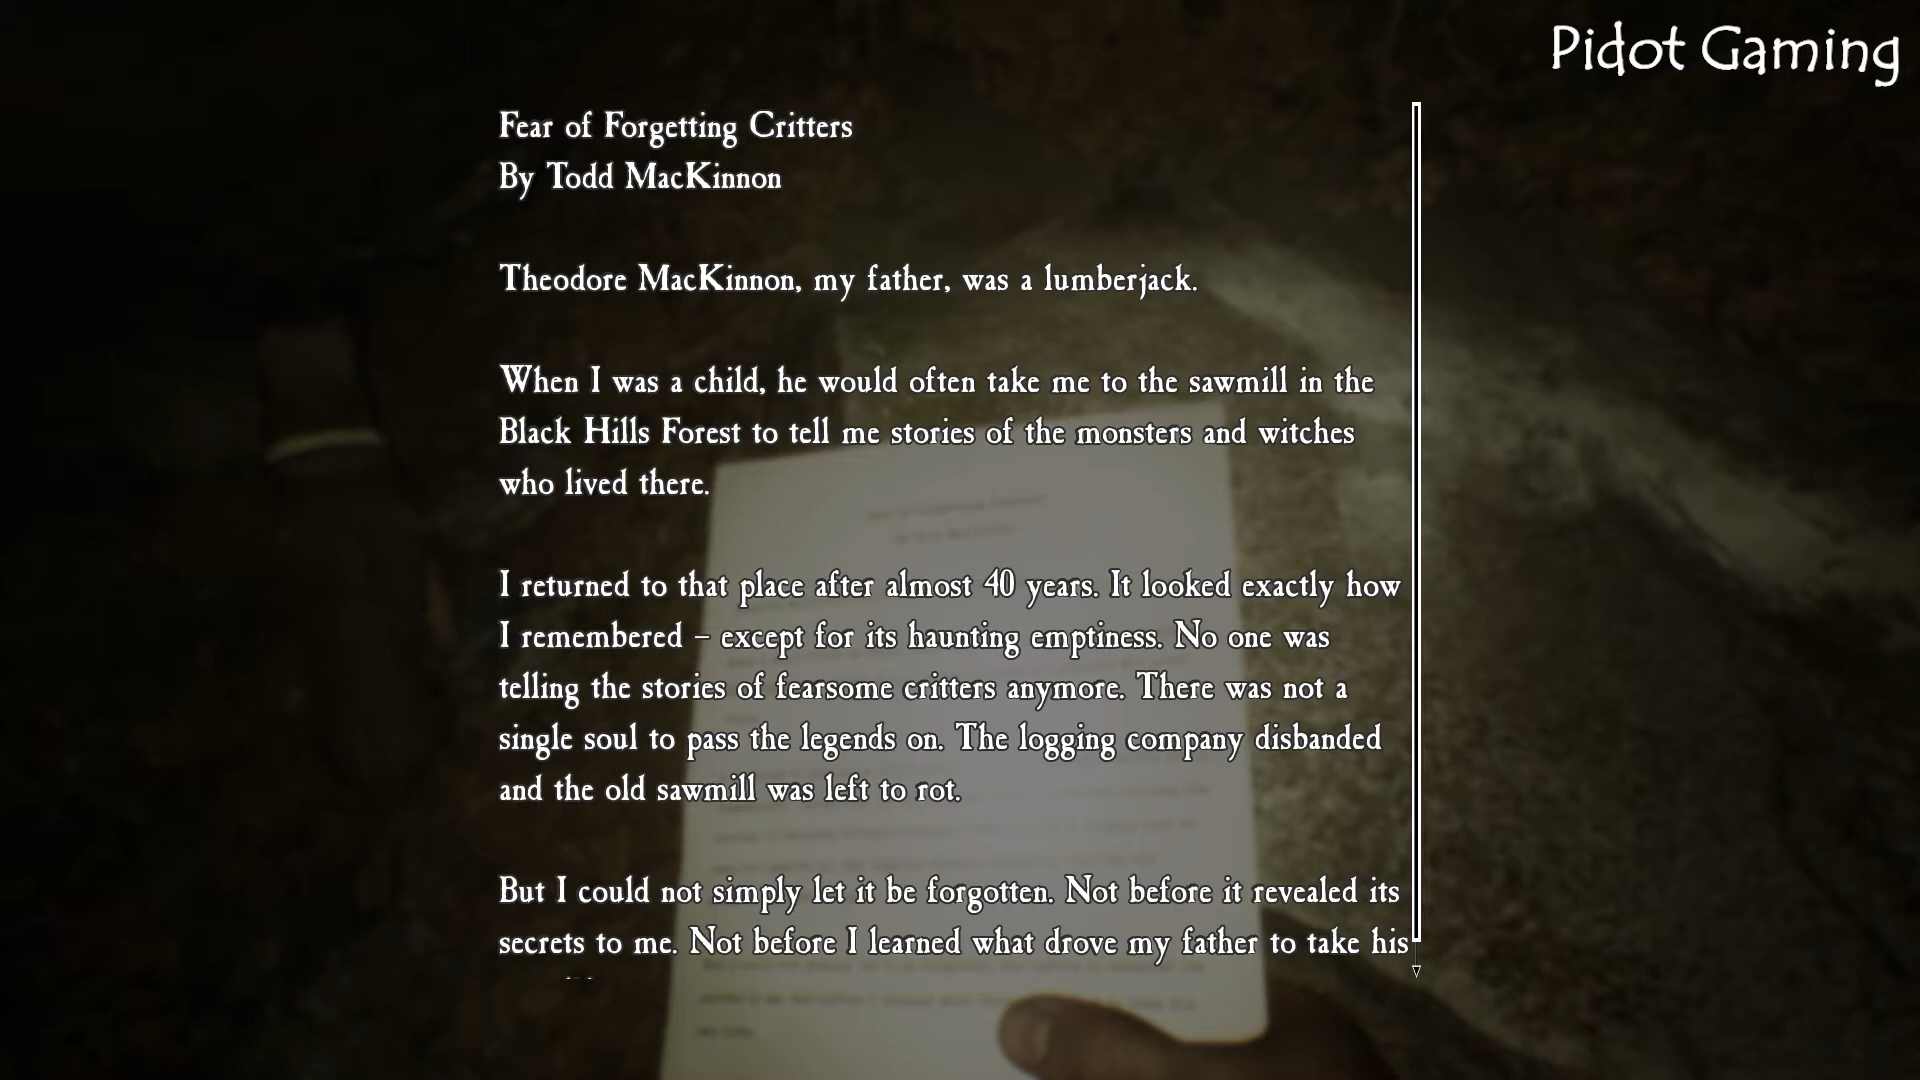 Pidot Gaming
Fear of Forgetting Critters
By Todd MacKinnon
Theodore MacKinnon, my father, was a lumberjack.
When I was a child, he would often take me to the sawmill in the
Black Hills Forest to tell me stories of the monsters and witches
who lived there.
I returned to that place after almost 40 years. It looked exactly how
I remembered – except for its haunting emptiness. No one was
telling the stories of fearsome critters anymore. There was not a
single soul to pass the legends on. The logging company disbanded
and the old sawmill was left to rot.
But I could not simply let it be forgotten. Not before it revealed its
secrets to me. Not before I learned what drove my father to take his